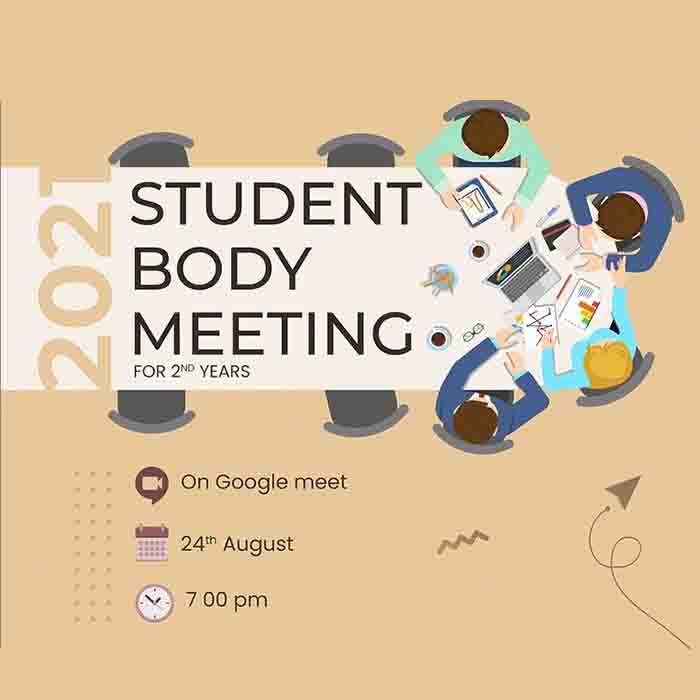 2021
STUDENT
BODY
MEETING
FOR 2ND YEARS
On Google meet
24th August
7 00 pm